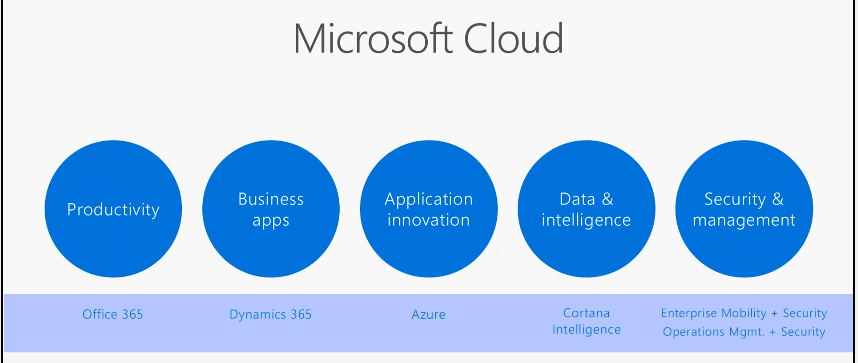 Microsoft Cloud
Productivity
Business
apps
Application
innovation
Data &
intelligence
Security &
management
Office 365
Dynamics 365
Azure
Cortana
Intelligence
Enterprise Mobility + Security
Operations Mgmt. + Security